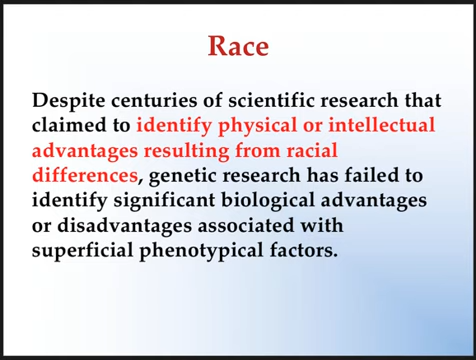 Race
Despite centuries of scientific research that
claimed to identify physical or intellectual
advantages resulting from racial
differences, genetic research has failed to
identify significant biological advantages
or disadvantages associated with
superficial phenotypical factors.